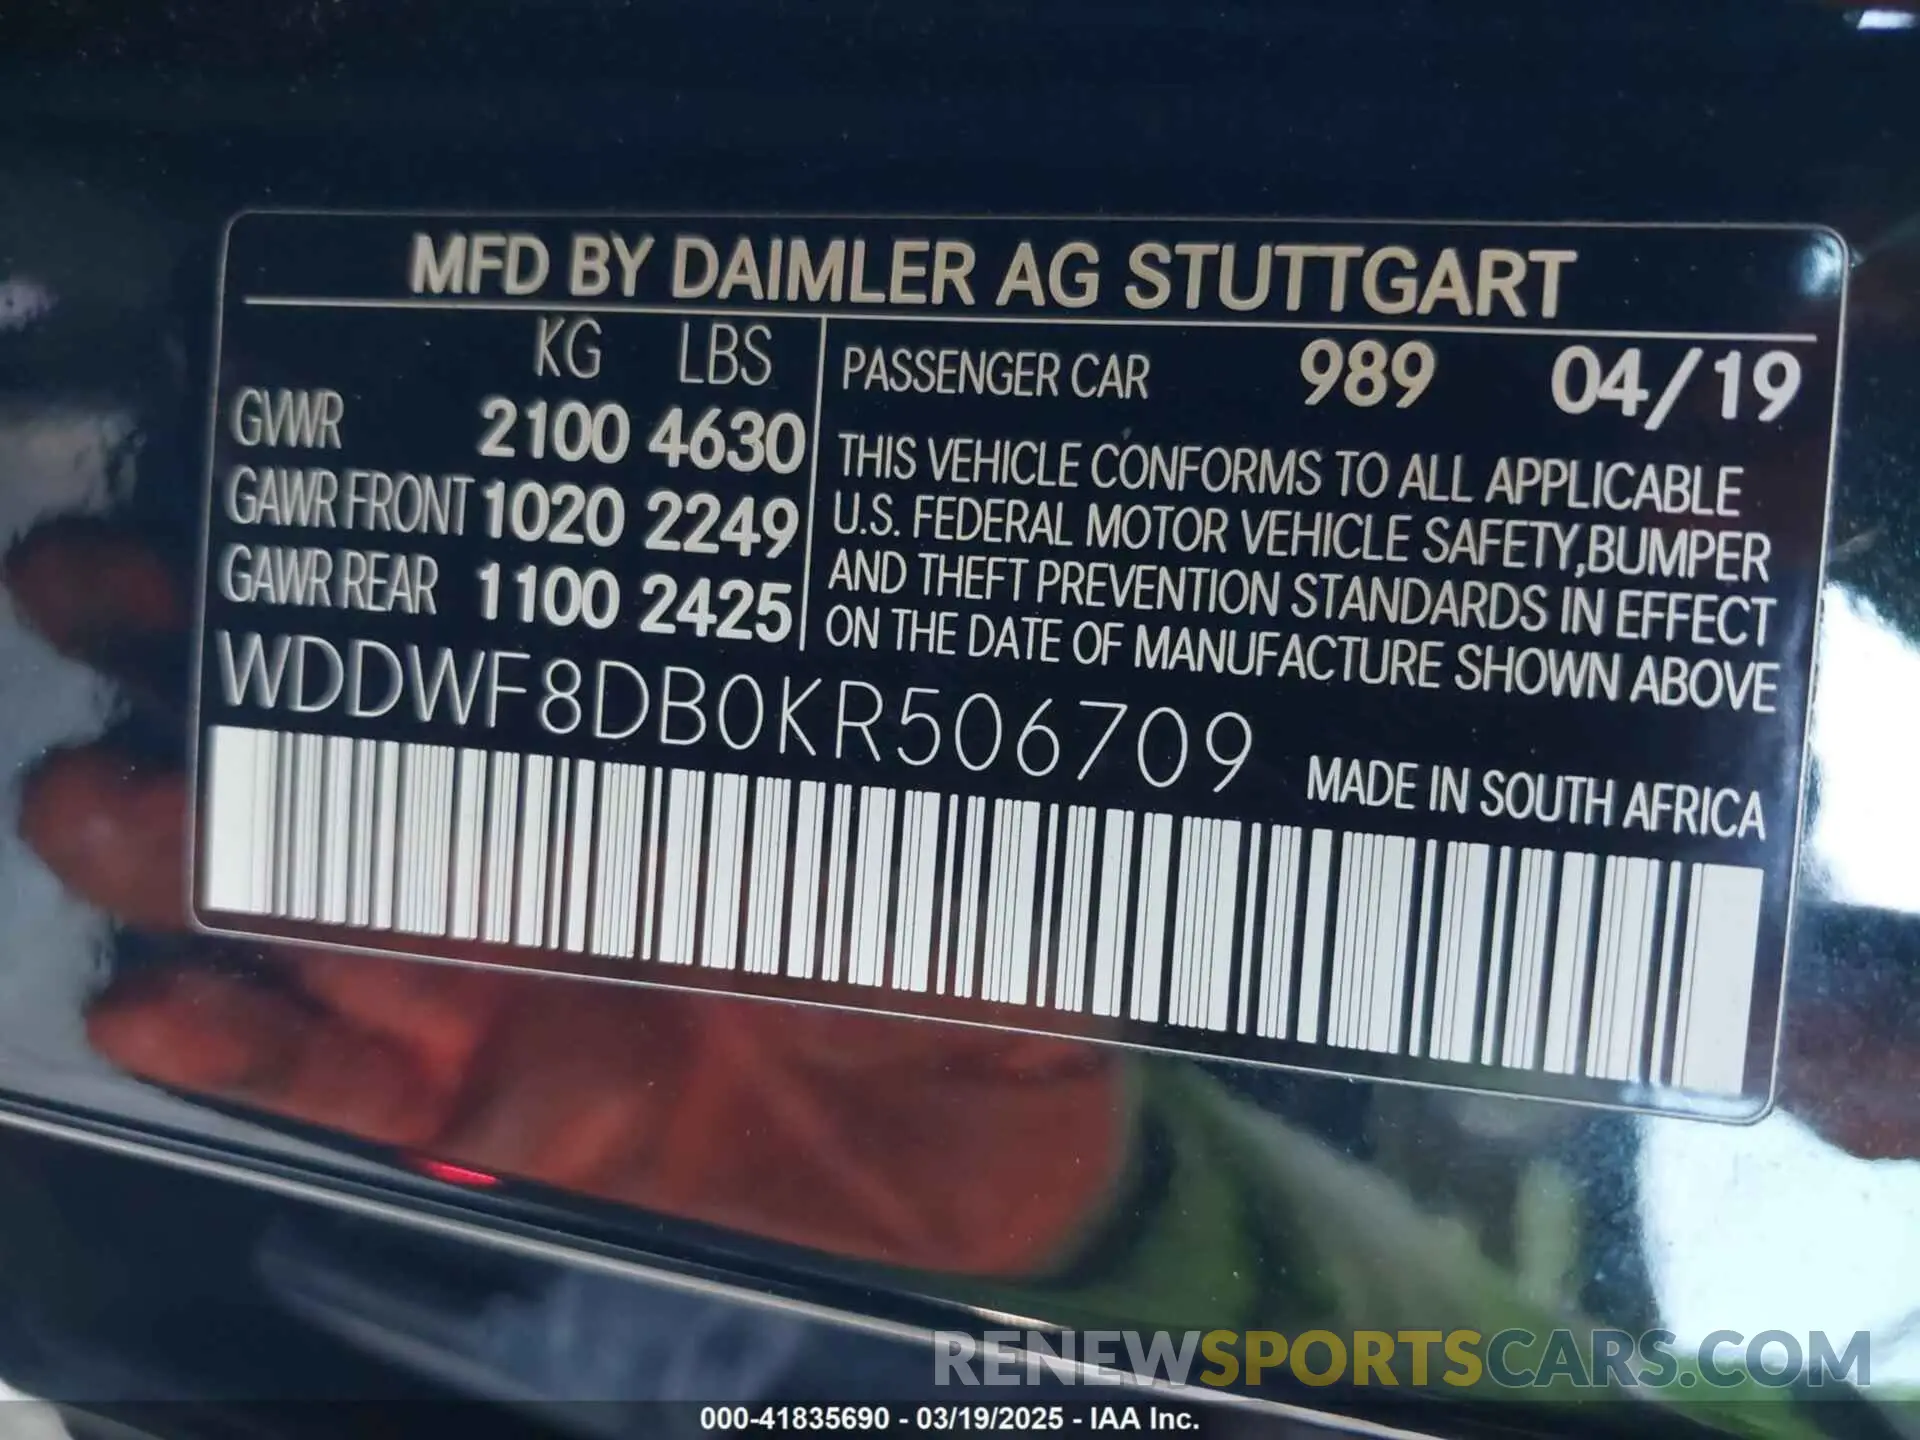 MFD BY DAIMLER AG STUTTGART
KG LBS
GVWR 2100 4630
GAWR FRONT 1020 2249
GAWR REAR 1100 2425
PASSENGER CAR 989 04/19
THIS VEHICLE CONFORMS TO ALL APPLICABLE
U.S. FEDERAL MOTOR VEHICLE SAFETY,BUMPER
AND THEFT PREVENTION STANDARDS IN EFFECT
ON THE DATE OF MANUFACTURE SHOWN ABOVE
WDDWF8DB0KR506709
MADE IN SOUTH AFRICA
RENEWSPORTSCARS.COM
000-41835690 - 03/19/2025 - IAA Inc.